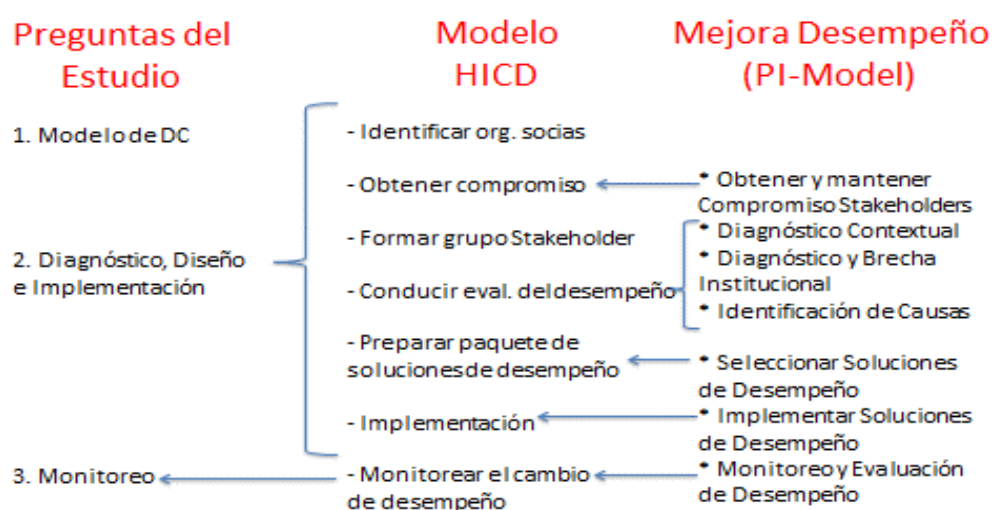 Preguntas del
Estudio
Modelo
HICD
Mejora Desempeño
(PI-Model)
1. Modelo de DC
2. Diagnóstico, Diseño
e Implementación
3. Monitoreo
- Identificar org. socias
- Obtener compromiso
- Formar grupo Stakeholder
- Conducir eval. del desempeño
- Preparar paquete de
soluciones de desempeño
- Implementación
- Monitorear el cambio
de desempeño
* Obtener y mantener
Compromiso Stakeholders
* Diagnóstico Contextual
* Diagnóstico y Brecha
Institucional
* Identificación de Causas
* Seleccionar Soluciones
de Desempeño
* Implementar Soluciones
de Desempeño
* Monitoreo y Evaluación
de Desempeño